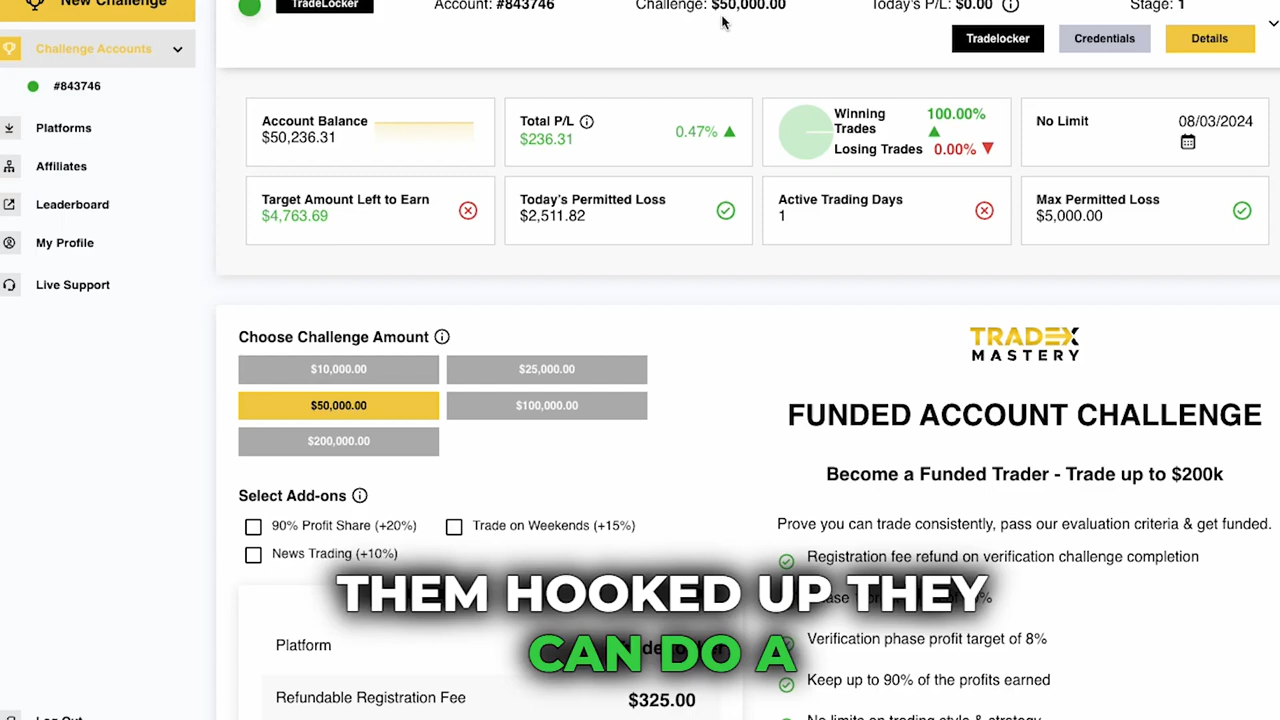 New Challenge
TradeLocker
Account: #843746
Challenge: $50,000.00
Today's P/L: $0.00
Stage: 1
Tradelocker
Credentials
Details
Challenge Accounts
#843746
Platforms
Affiliates
Leaderboard
My Profile
Live Support
Account Balance
$50,236.31
Total P/L
$236.31
0.47%
Winning
Trades
100.00%
Losing Trades 0.00%
No Limit
08/03/2024
Target Amount Left to Earn
$4,763.69
Today's Permitted Loss
$2,511.82
Active Trading Days
1
Max Permitted Loss
$5,000.00
Choose Challenge Amount
$10,000.00
$25,000.00
$50,000.00
$100,000.00
$200,000.00
Select Add-ons
90% Profit Share (+20%)
Trade on Weekends (+15%)
News Trading (+10%)
Platform
Refundable Registration Fee
$325.00
TRADEX
MASTERY
FUNDED ACCOUNT CHALLENGE
Become a Funded Trader - Trade up to $200k
Prove you can trade consistently, pass our evaluation criteria & get funded.
Registration fee refund on verification challenge completion
Verification phase profit target of 8%
Keep up to 90% of the profits earned
No limits on trading style & strategy
THEM HOOKED UP THEY
CAN DO A
Log Out